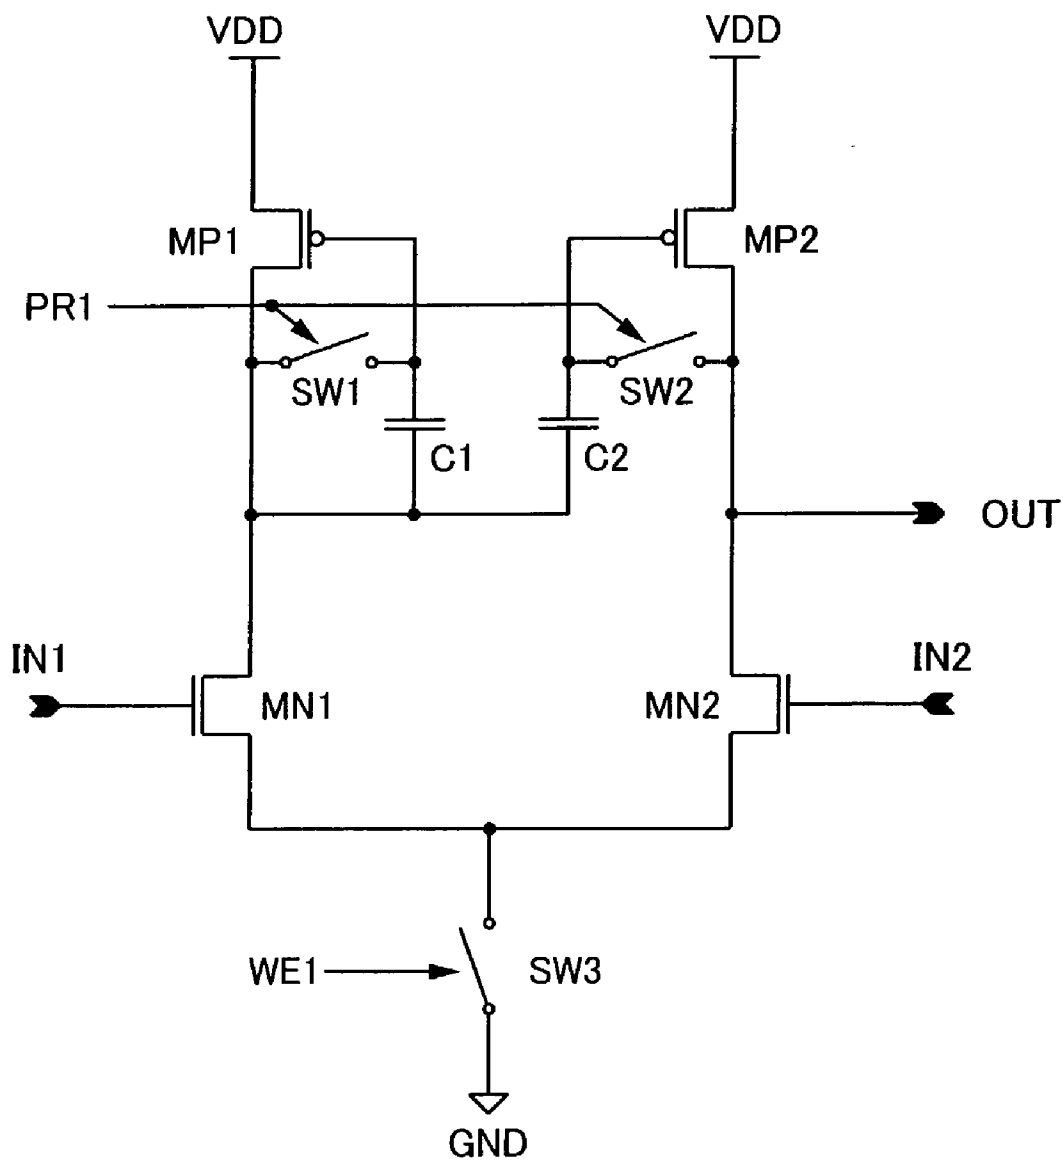 VDD VDD
MP1 MP2
PR1
SW1 SW2
C1 C2
OUT
IN1 IN2
MN1 MN2
WE1 SW3
GND